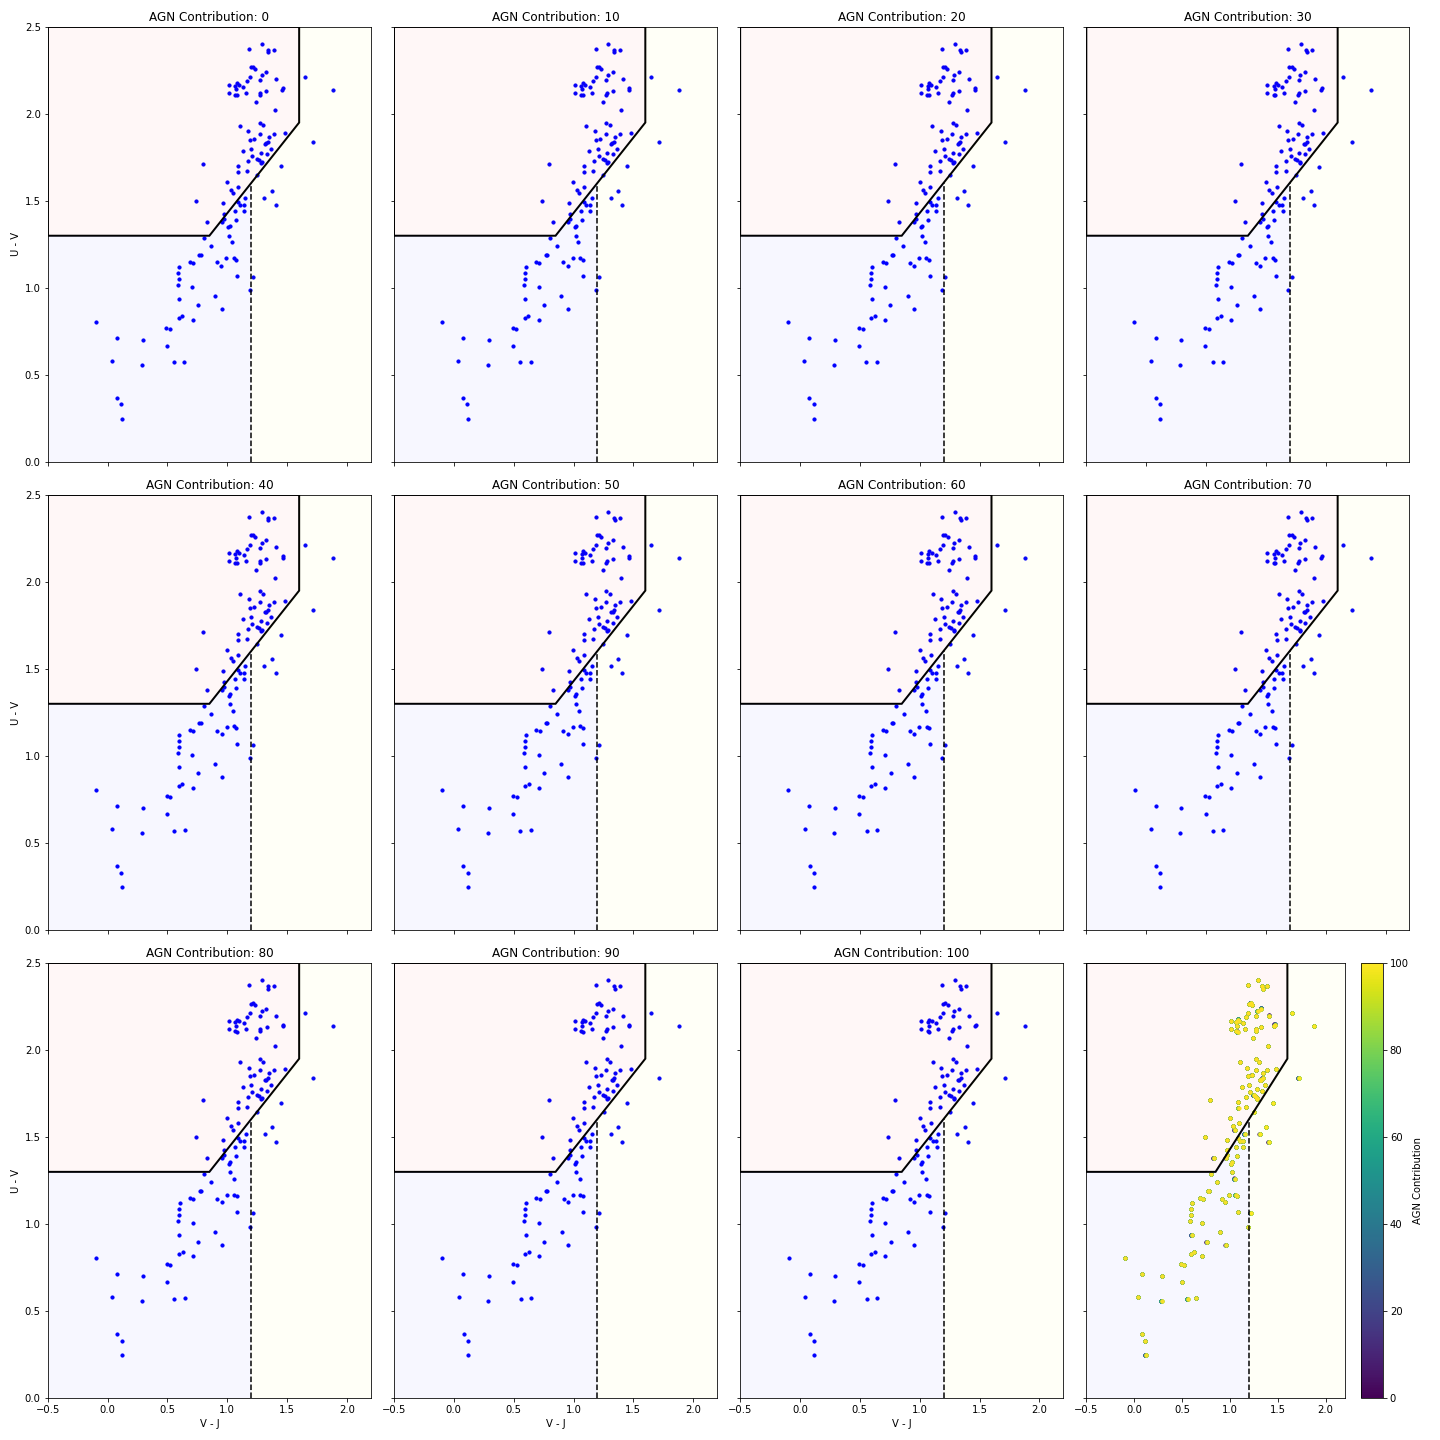 AGN Contribution: 0
AGN Contribution: 10
AGN Contribution: 20
AGN Contribution: 30
2.5
2.0
1.5
1.0
0.5
0.0
U - V
AGN Contribution: 40
AGN Contribution: 50
AGN Contribution: 60
AGN Contribution: 70
2.5
2.0
1.5
1.0
0.5
0.0
U - V
AGN Contribution: 80
AGN Contribution: 90
AGN Contribution: 100
2.5
2.0
1.5
1.0
0.5
0.0
U - V
−0.5 0.0 0.5 1.0 1.5 2.0
V - J
−0.5 0.0 0.5 1.0 1.5 2.0
V - J
−0.5 0.0 0.5 1.0 1.5 2.0
−0.5 0.0 0.5 1.0 1.5 2.0
100
80
60
40
20
0
AGN Contribution